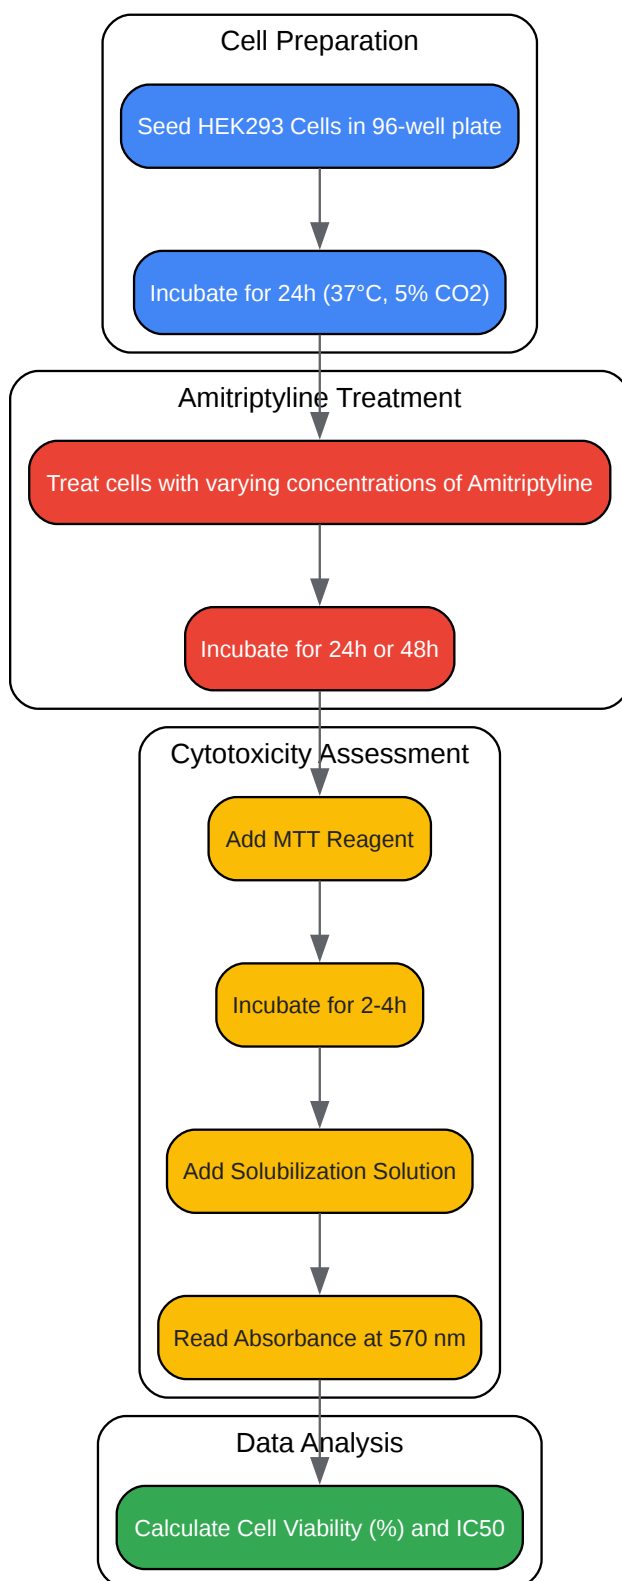 Cell Preparation
Seed HEK293 Cells in 96-well plate
Incubate for 24h (37°C, 5% CO2)
Amitriptyline Treatment
Treat cells with varying concentrations of Amitriptyline
Incubate for 24h or 48h
Cytotoxicity Assessment
Add MTT Reagent
Incubate for 2-4h
Add Solubilization Solution
Read Absorbance at 570 nm
Data Analysis
Calculate Cell Viability (%) and IC50